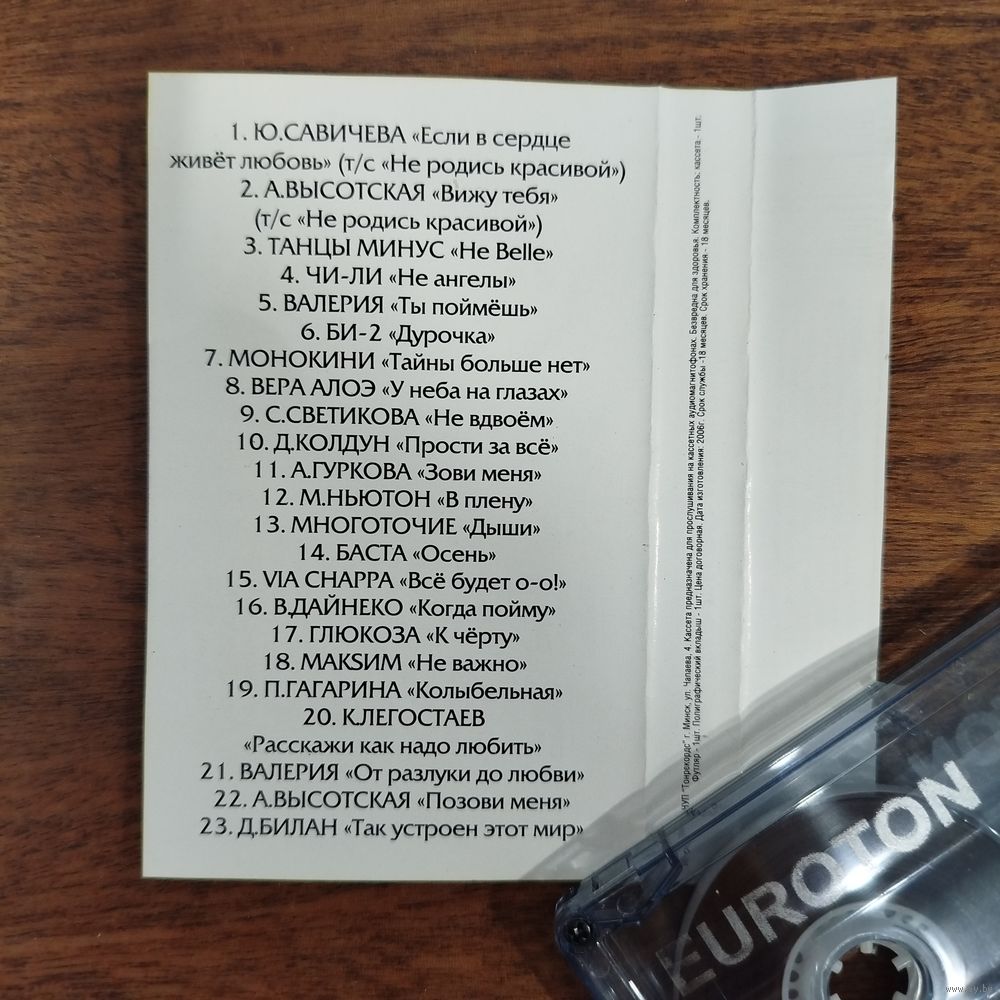 1. Ю.САВИЧЕВА «Если в сердце
живёт любовь» (т/с «Не родись красивой»)
2. А.ВЫСОТСКАЯ «Вижу тебя»
(т/с «Не родись красивой»)
3. ТАНЦЫ МИНУС «Не Belle»
4. ЧИ-ЛИ «Не ангелы»
5. ВАЛЕРИЯ «Ты поймёшь»
6. БИ-2 «Дурочка»
7. МОНОКИНИ «Тайны больше нет»
8. ВЕРА АЛОЭ «У неба на глазах»
9. С.СВЕТИКОВА «Не вдвоём»
10. Д.КОЛДУН «Прости за всё»
11. А.ГУРКОВА «Зови меня»
12. М.НЬЮТОН «В плену»
13. МНОГОТОЧИЕ «Дыши»
14. БАСТА «Осень»
15. VIA CHAPPA «Всё будет о-о!»
16. В.ДАЙНЕКО «Когда пойму»
17. ГЛЮКОЗА «К чёрту»
18. МАКSИМ «Не важно»
19. П.ГАГАРИНА «Колыбельная»
20. К.ЛЕГОСТАЕВ
«Расскажи как надо любить»
21. ВАЛЕРИЯ «От разлуки до любви»
22. А.ВЫСОТСКАЯ «Позови меня»
23. Д.БИЛАН «Так устроен этот мир»
ЧУП "Тонрекордс" г. Минск, ул. Чапаева, 4. Кассета предназначена для прослушивания на кассетных аудиомагнитофонах. Безвредна для здоровья. Комплектность: кассета - 1шт.
Футляр - 1шт. Полиграфический вкладыш - 1шт. Цена договорная. Дата изготовления: 2006г. Срок службы -18 месяцев. Срок хранения - 18 месяцев.
EUROTON